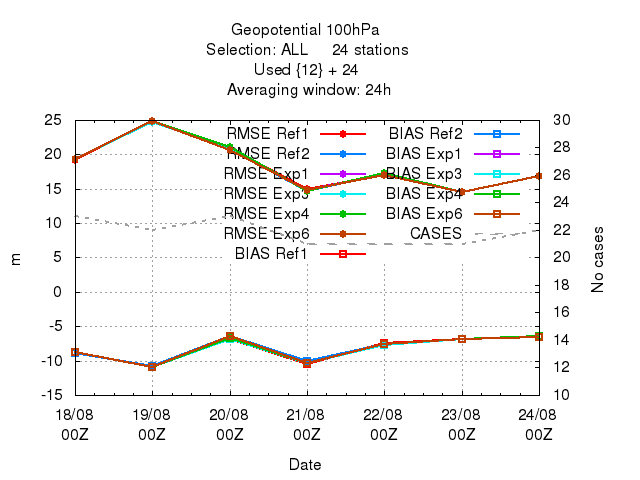 Geopotential 100hPa
Selection: ALL 24 stations
Used {12} + 24
Averaging window: 24h
RMSE Ref1
RMSE Ref2
RMSE Exp1
RMSE Exp3
RMSE Exp4
RMSE Exp6
BIAS Ref1
BIAS Ref2
BIAS Exp1
BIAS Exp3
BIAS Exp4
BIAS Exp6
CASES
25
20
15
10
5
0
-5
-10
-15
m
30
28
26
24
22
20
18
16
14
12
10
No cases
18/08 19/08 20/08 21/08 22/08 23/08 24/08
00Z 00Z 00Z 00Z 00Z 00Z 00Z
Date